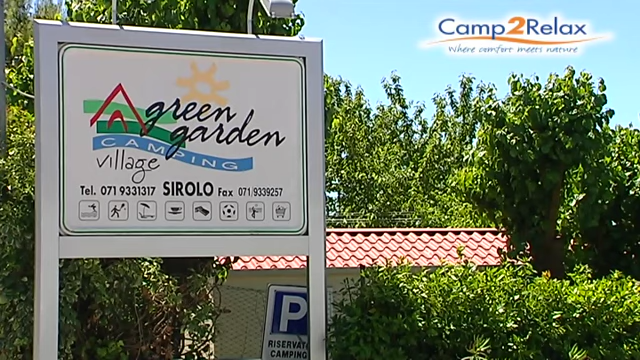 Camp2Relax
Where comfort meets nature
green
garden
CAMPING
village
Tel. 071 9331317 SIROLO Fax 071/9339257
P
RISERVATO
CAMPING